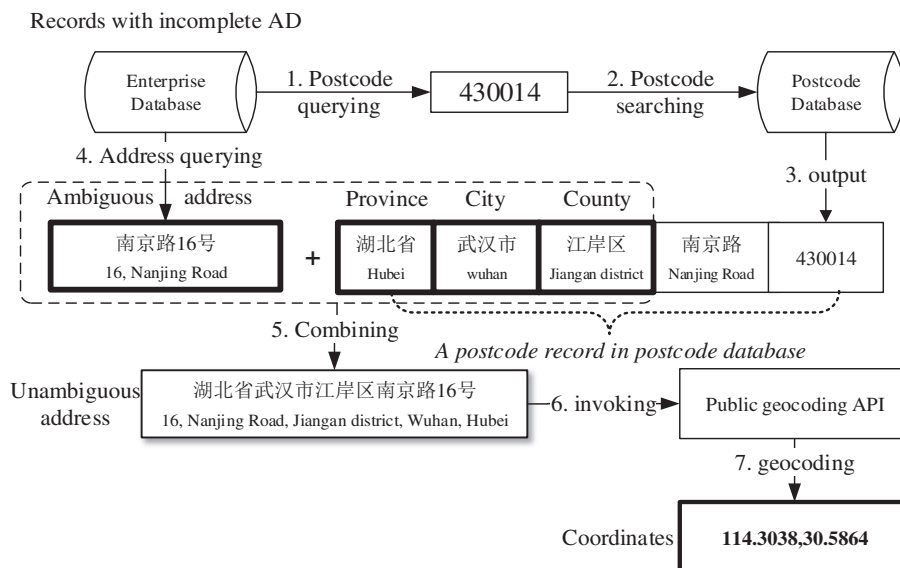 Records with incomplete AD
Enterprise
Database
1. Postcode
querying
430014
2. Postcode
searching
Postcode
Database
4. Address querying
3. output
Ambiguous address
Province
City
County
南京路16号
16, Nanjing Road
+
湖北省
Hubei
武汉市
wuhan
江岸区
Jiangan district
南京路
Nanjing Road
430014
5. Combining
A postcode record in postcode database
Unambiguous
address
湖北省武汉市江岸区南京路16号
16, Nanjing Road, Jiangan district, Wuhan, Hubei
6. invoking
Public geocoding API
7. geocoding
Coordinates
114.3038,30.5864